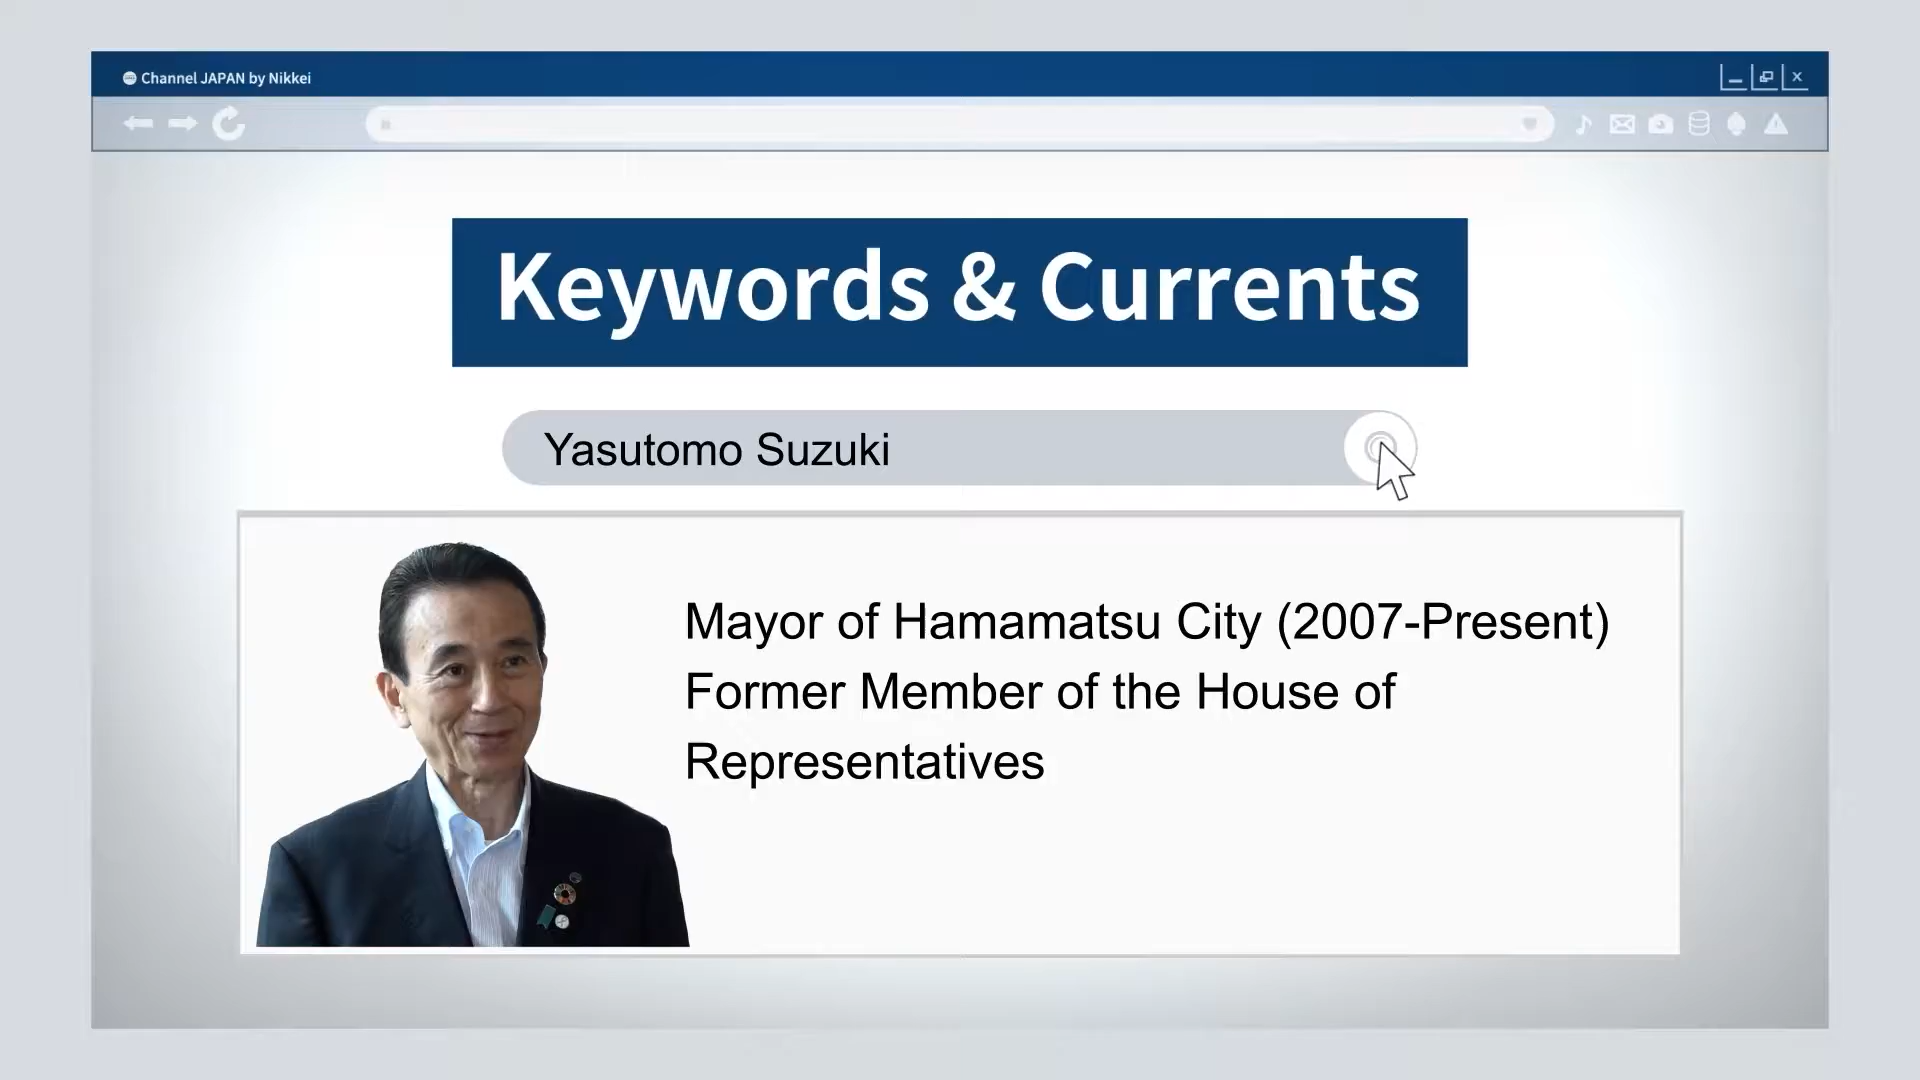 Channel JAPAN by Nikkei
Keywords & Currents
Yasutomo Suzuki
Mayor of Hamamatsu City (2007-Present)
Former Member of the House of
Representatives